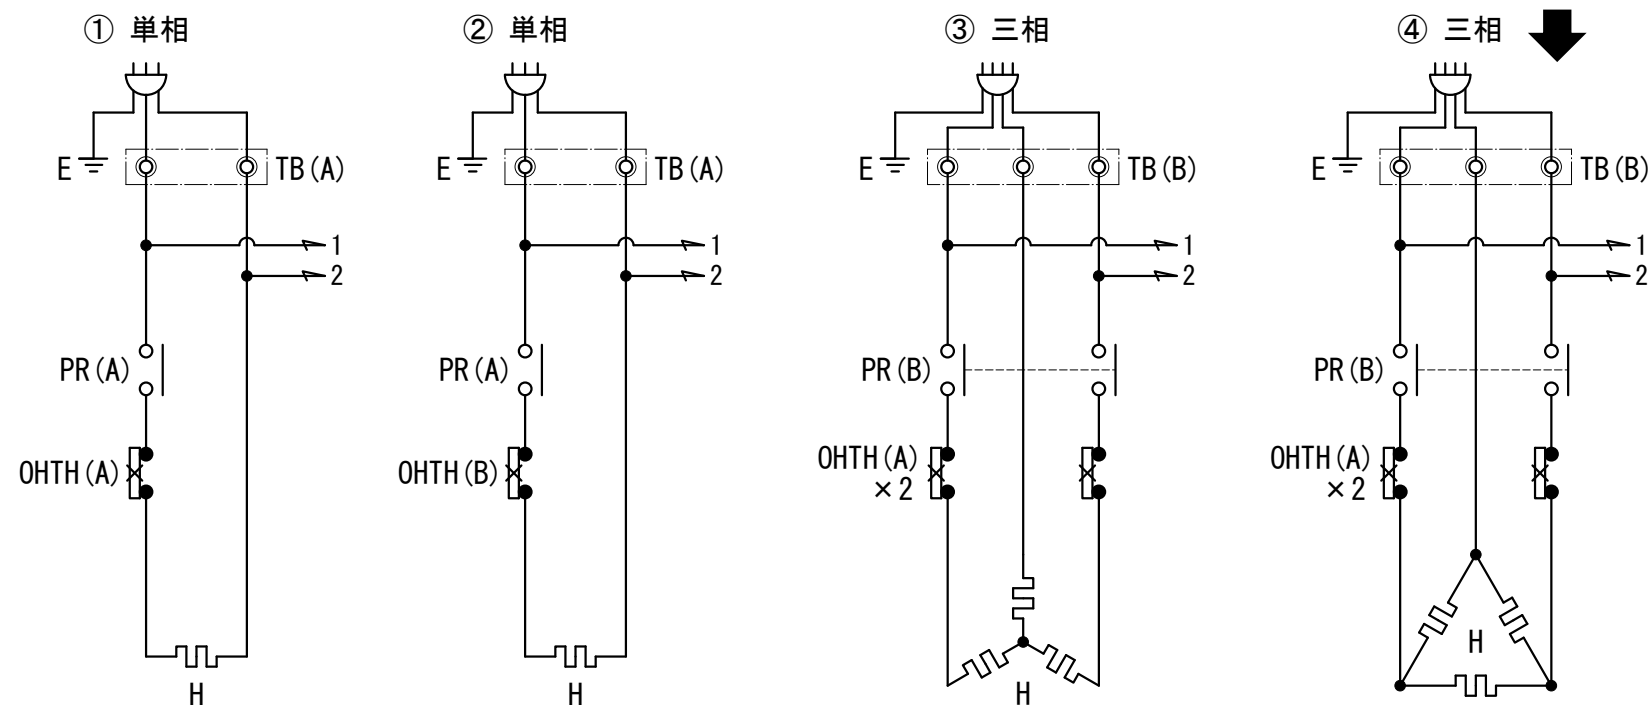 ① 単相
E
TB(A)
1
2
PR(A)
OHTH(A)
H
② 単相
E
TB(A)
1
2
PR(A)
OHTH(B)
H
③ 三相
E
TB(B)
1
2
PR(B)
OHTH(A)
×2
H
④ 三相
E
TB(B)
1
2
PR(B)
OHTH(A)
×2
H